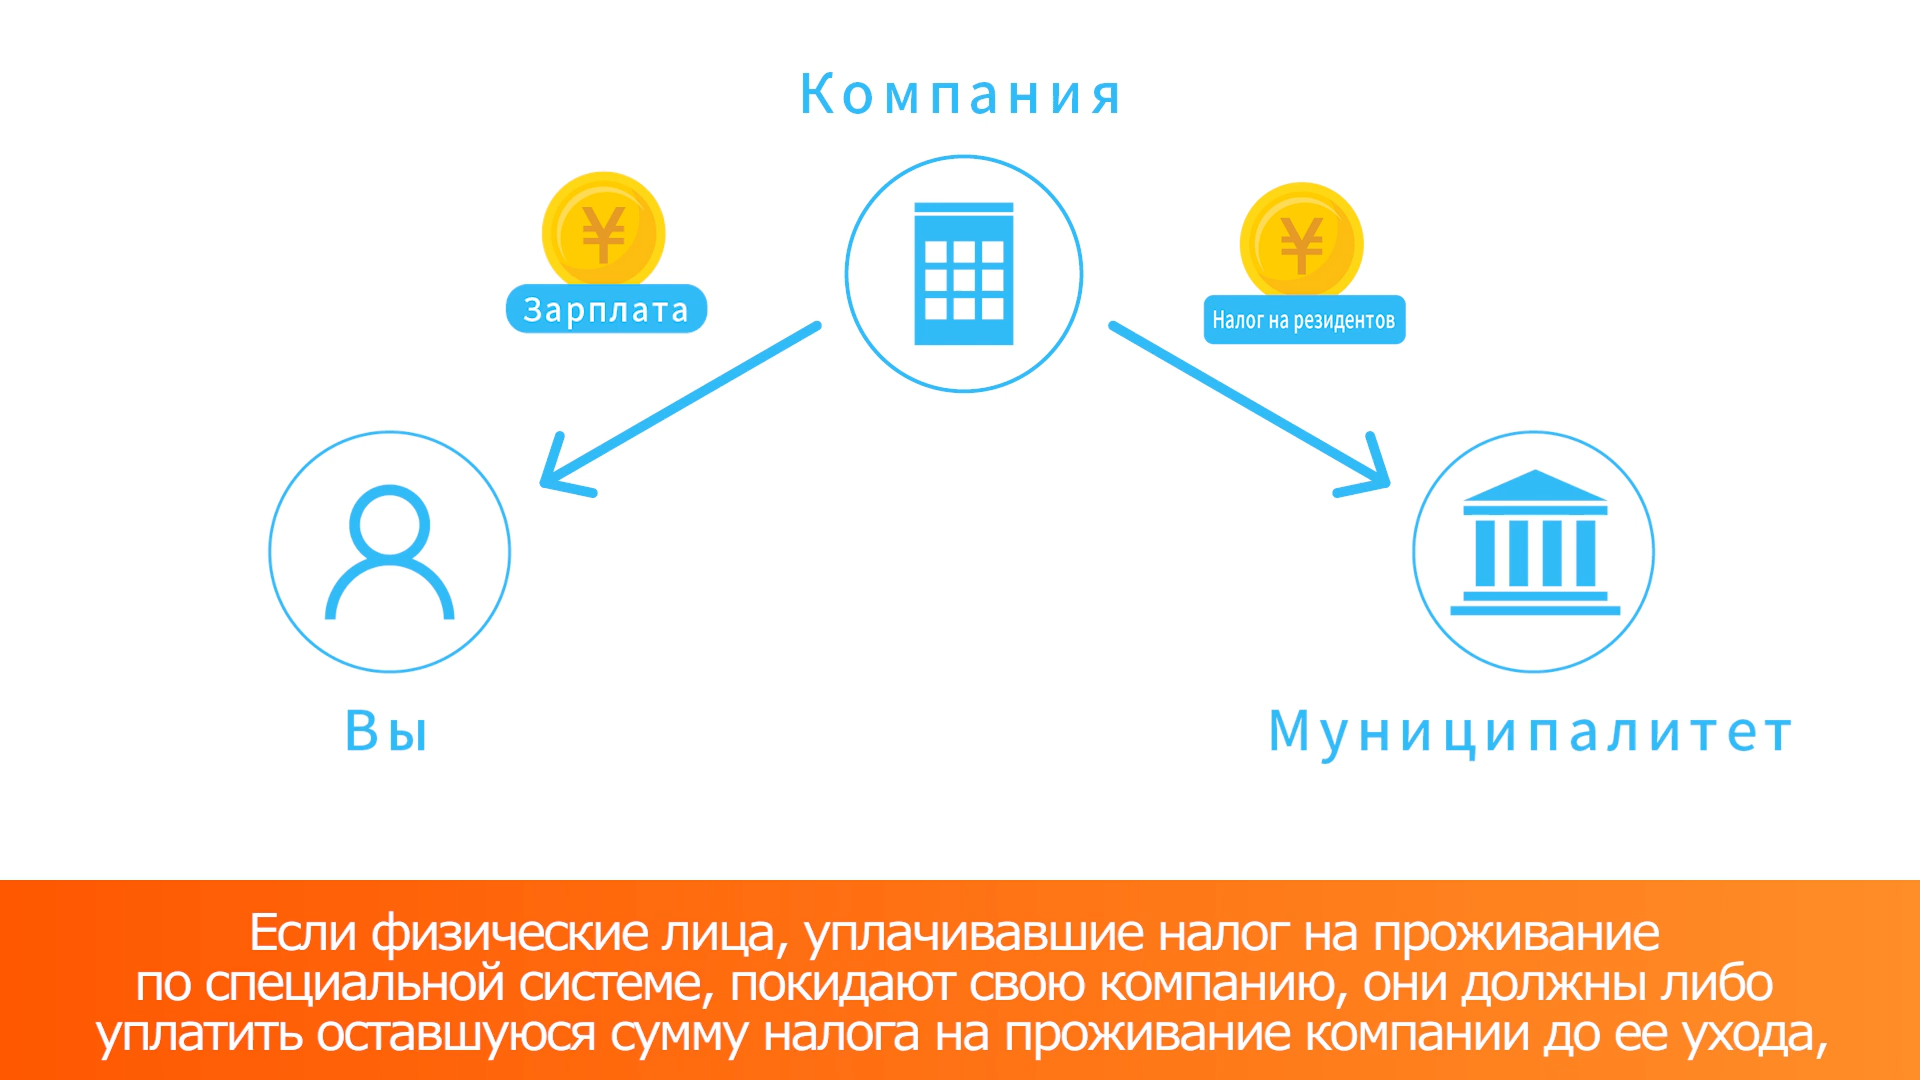 Компания
¥
¥
Зарплата
Налог на резидентов
Вы
Муниципалитет
Если физические лица, уплачивавшие налог на проживание
по специальной системе, покидают свою компанию, они должны либо
уплатить оставшуюся сумму налога на проживание компании до ее ухода,